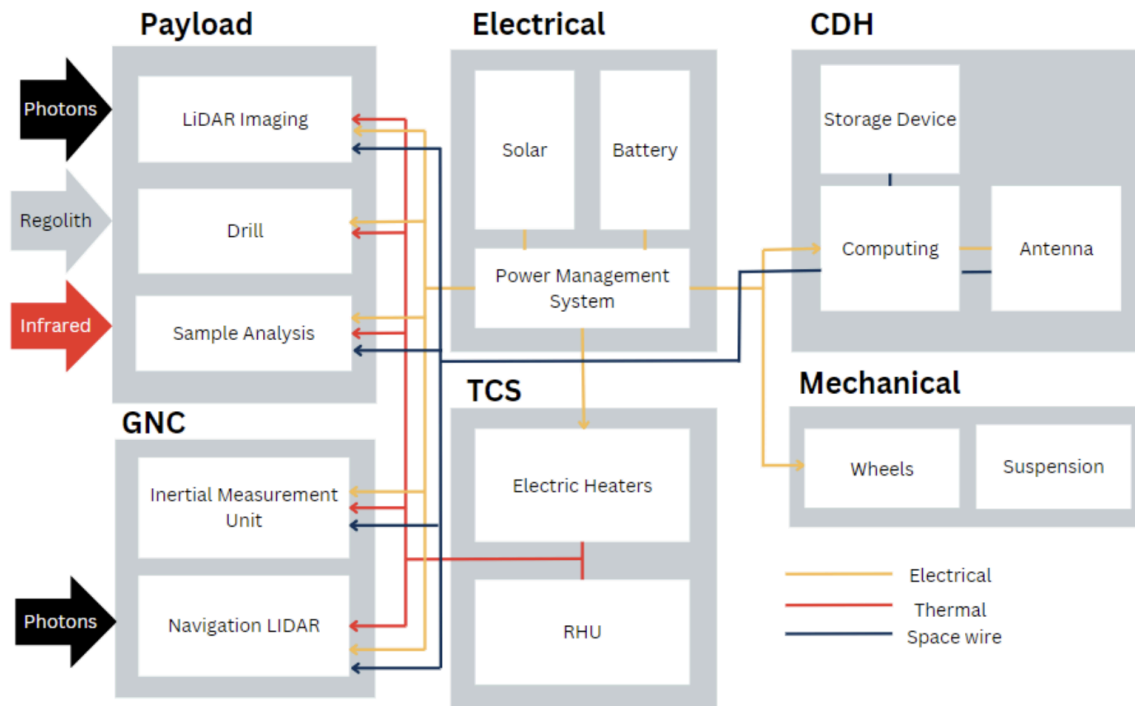 Payload
Electrical
CDH
Photons
LiDAR Imaging
Solar
Battery
Storage Device
Regolith
Drill
Power Management
System
Computing
Antenna
Infrared
Sample Analysis
GNC
TCS
Mechanical
Inertial Measurement
Unit
Electric Heaters
Wheels
Suspension
Photons
Navigation LIDAR
RHU
Electrical
Thermal
Space wire